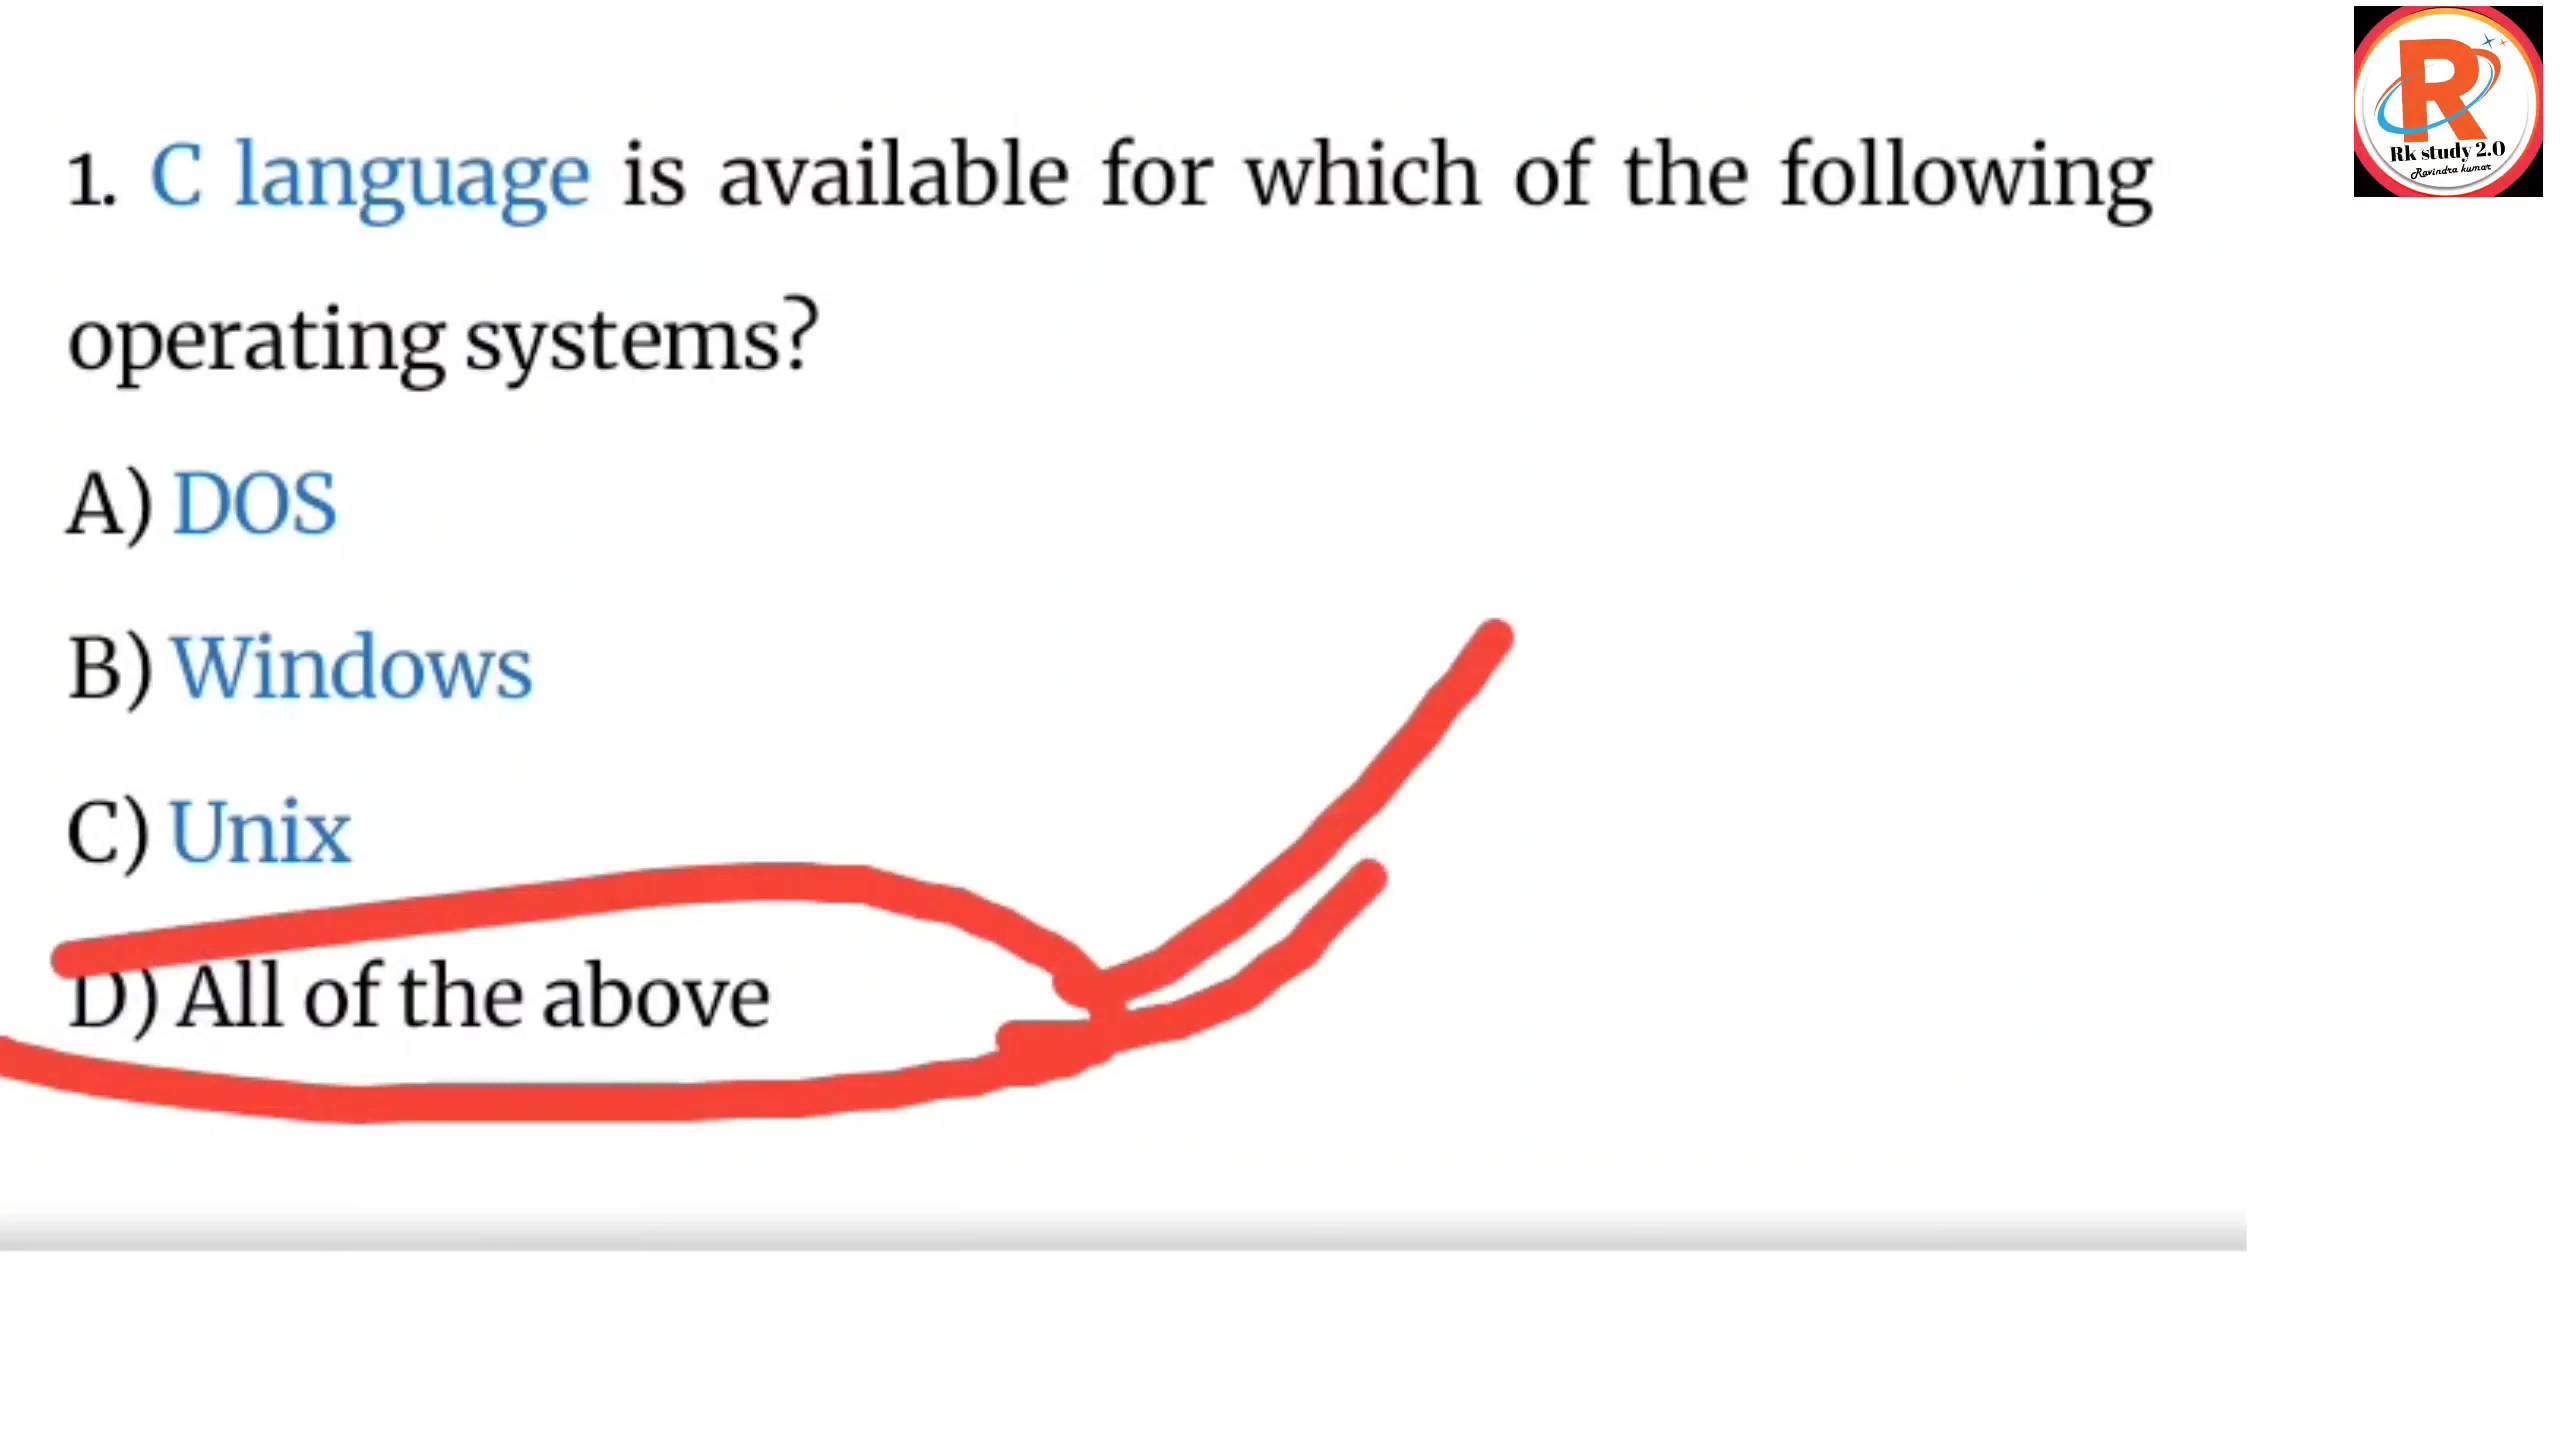 Rk study 2.0
Ravindra kumar
1. C language is available for which of the following
operating systems?
A) DOS
B) Windows
C) Unix
D) All of the above